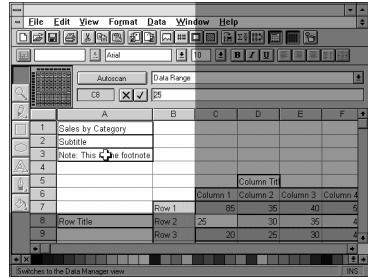 File Edit View Format Data Window Help
Arial 10 B I U
Autoscan Data Range
C8 25
A B C D E F
1 Sales by Category
2 Subtitle
3 Note: This the footnote
4
5 Column Titl
6 Column 1 Column 2 Column 3 Column 4
7 Row 1 85 35 40 5
8 Row Title Row 2 25 30 35 4
9 Row 3 20 25 30 4
Switches to the Data Manager view INS